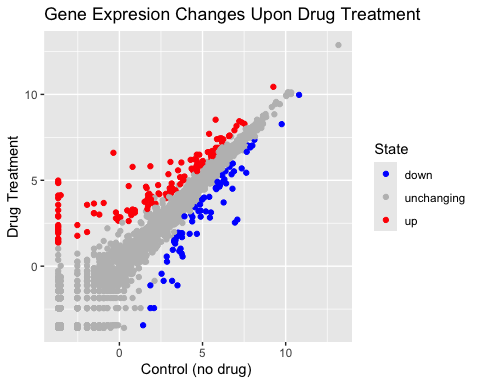 Gene Expresion Changes Upon Drug Treatment
Drug Treatment
10
5
0
0
5
10
Control (no drug)
State
down
unchanging
up